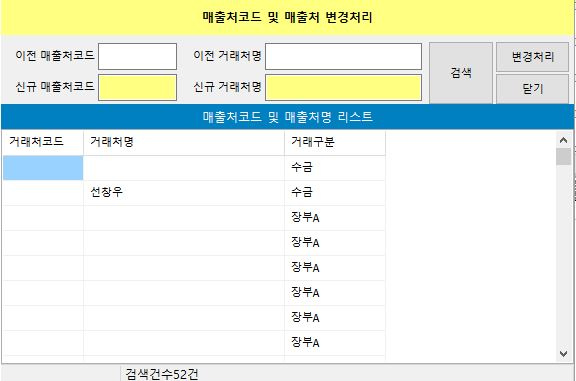 매출처코드 및 매출처 변경처리
이전 매출처코드 이전 거래처명 검색 변경처리
신규 매출처코드 신규 거래처명 닫기
매출처코드 및 매출처명 리스트
거래처코드 거래처명 거래구분
수금
선창우 수금
장부A
장부A
장부A
장부A
장부A
장부A
검색건수52건